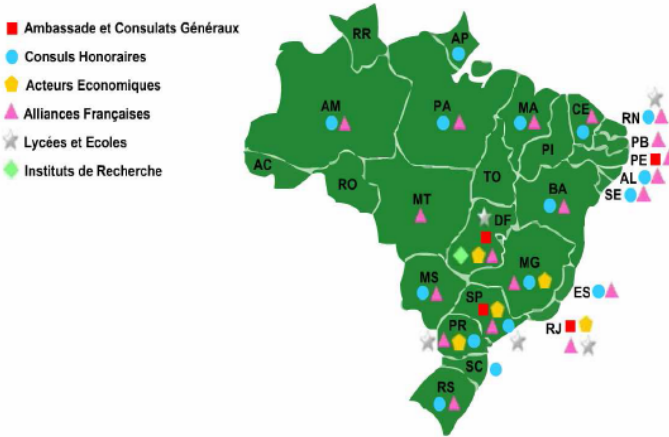 Ambassade et Consulats Généraux
Consuls Honoraires
Acteurs Economiques
Alliances Françaises
Lycées et Ecoles
Instituts de Recherche
RR
AP
AM
PA
MA
CE
RN
PB
PI
PE
AC
RO
TO
AL
SE
MT
BA
DF
MG
MS
SP
ES
PR
RJ
SC
RS